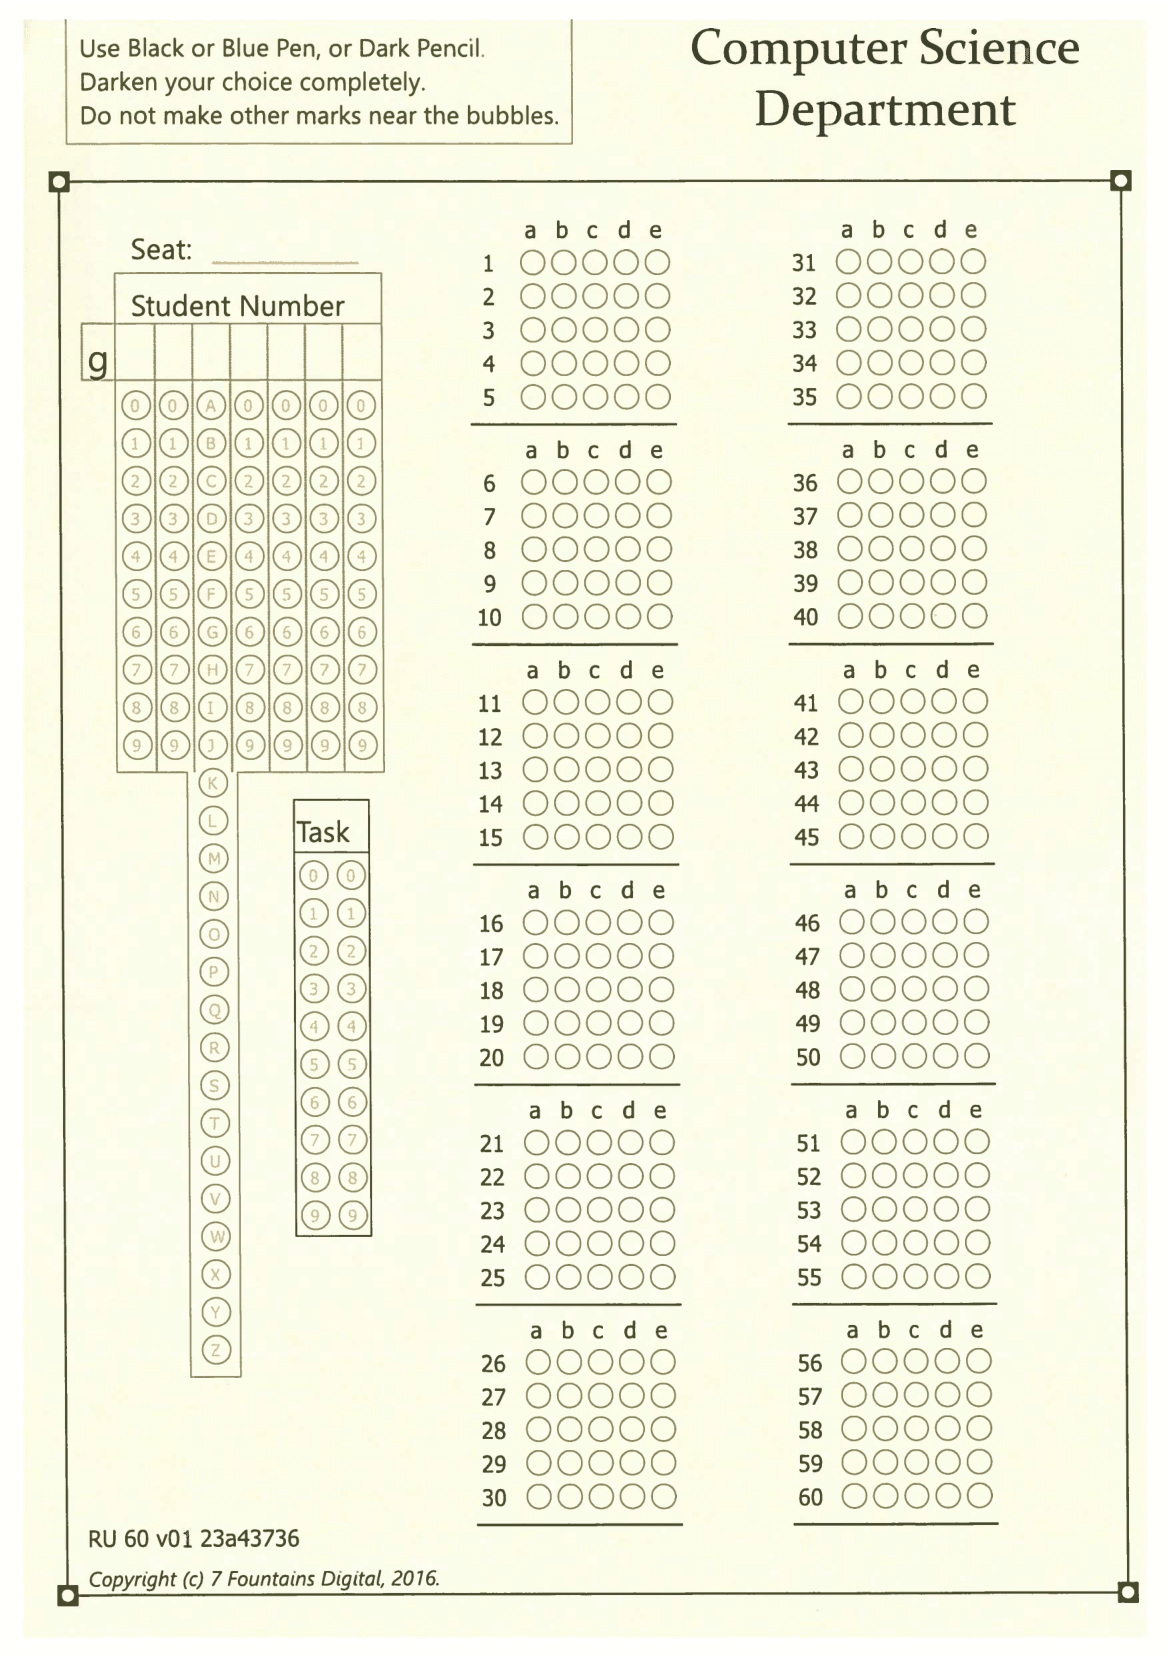 Use Black or Blue Pen, or Dark Pencil.
Darken your choice completely.
Do not make other marks near the bubbles.
Computer Science
Department
Seat:
Student Number
g
0 0 A 0 0 0 0
1 1 B 1 1 1 1
2 2 C 2 2 2 2
3 3 D 3 3 3 3
4 4 E 4 4 4 4
5 5 F 5 5 5 5
6 6 G 6 6 6 6
7 7 H 7 7 7 7
8 8 I 8 8 8 8
9 9 J 9 9 9 9
K
L
M
N
O
P
Q
R
S
T
U
V
W
X
Y
Z
Task
0 0
1 1
2 2
3 3
4 4
5 5
6 6
7 7
8 8
9 9
a b c d e
1
2
3
4
5
a b c d e
6
7
8
9
10
a b c d e
11
12
13
14
15
a b c d e
16
17
18
19
20
a b c d e
21
22
23
24
25
a b c d e
26
27
28
29
30
a b c d e
31
32
33
34
35
a b c d e
36
37
38
39
40
a b c d e
41
42
43
44
45
a b c d e
46
47
48
49
50
a b c d e
51
52
53
54
55
a b c d e
56
57
58
59
60
RU 60 v01 23a43736
Copyright (c) 7 Fountains Digital, 2016.